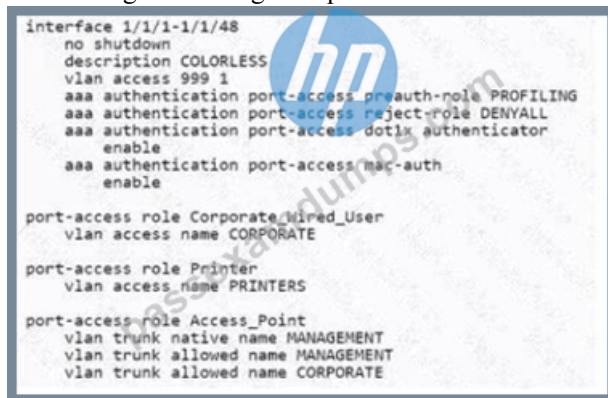 interface 1/1/1-1/1/48
no shutdown
description COLORLESS
vlan access 999 1
aaa authentication port-access preauth-role PROFILING
aaa authentication port-access reject-role DENYALL
aaa authentication port-access dot1x authenticator
enable
aaa authentication port-access mac-auth
enable
port-access role Corporate_Wired_User
vlan access name CORPORATE
port-access role Printer
vlan access name PRINTERS
port-access role Access_Point
vlan trunk native name MANAGEMENT
vlan trunk allowed name MANAGEMENT
vlan trunk allowed name CORPORATE
hp
passexamdumps.com